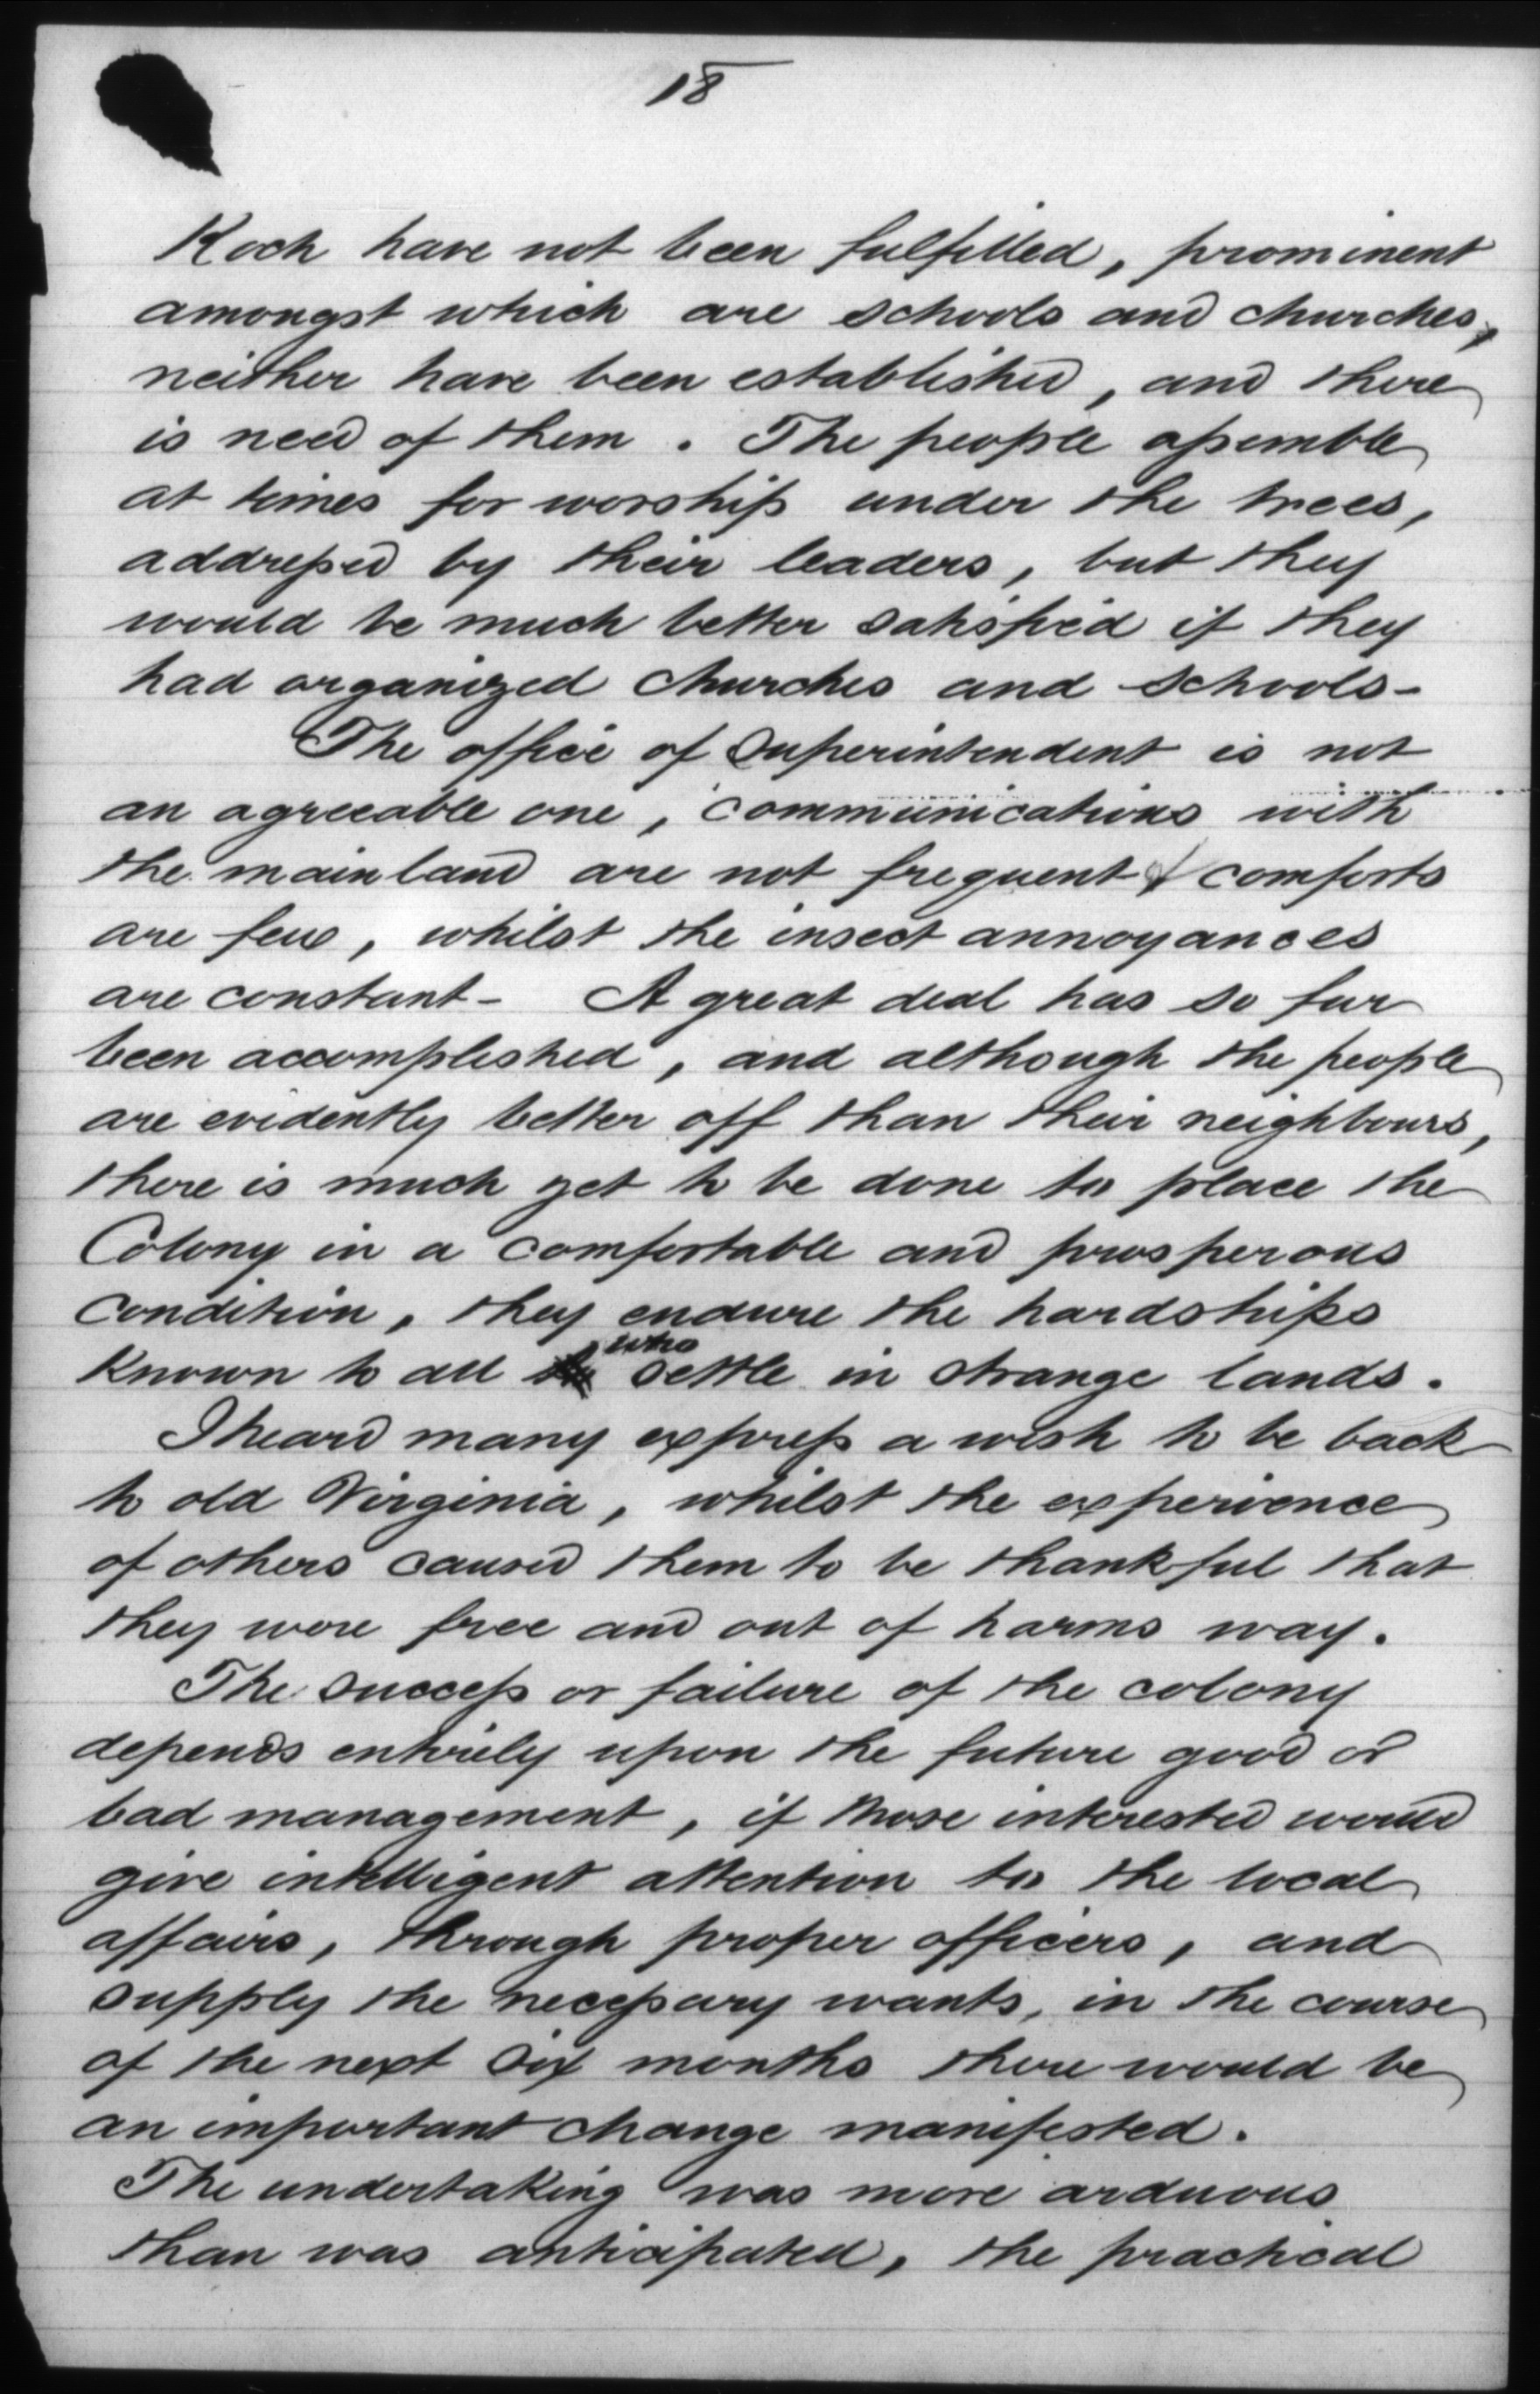 18
Koch have not been fulfilled, prominent
amongst which are schools and churches,
neither have been established, and there
is need of them. The people assemble
at times for worship under the trees,
addressed by their leaders, but they
would be much better satisfied if they
had organized churches and schools-
The office of Superintendent is not
an agreeable one, communications with
the mainland are not frequent & comforts
are few, whilst the insect annoyances
are constant- A great deal has so far
been accomplished, and although the people
are evidently better off than their neighbours,
there is much yet to be done to place the
Colony in a comfortable and prosperous
condition, they endure the hardships
known to all who settle in strange lands.
I heard many express a wish to be back
to old Virginia, whilst the experience
of others caused them to be thankful that
they were free and out of harms way.
The success or failure of the colony
depends entirely upon the future good or
bad management, if those interested would
give intelligent attention to the local
affairs, through proper officers, and
supply the necessary wants, in the course
of the next six months there would be
an important change manifested.
The undertaking was more arduous
than was anticipated, the practical